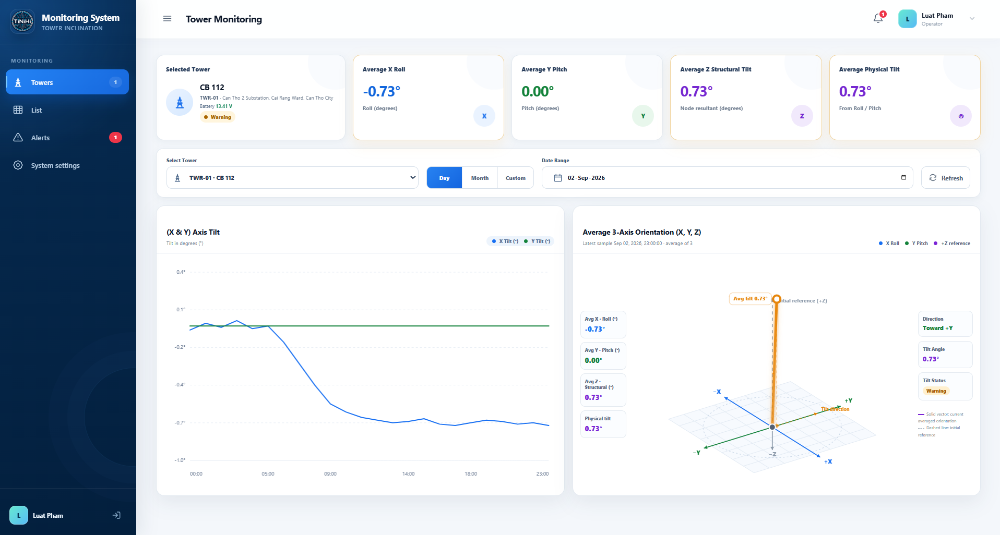 TiNiHi
Monitoring System
TOWER INCLINATION
MONITORING
Towers
1
List
Alerts
1
System settings
L
Luat Pham
Tower Monitoring
1
L
Luat Pham
Operator
Selected Tower
CB 112
TWR-01 · Can Tho 2 Substation, Cai Rang Ward, Can Tho City
Battery 13.41 V
Warning
Average X Roll
-0.73°
Roll (degrees)
X
Average Y Pitch
0.00°
Pitch (degrees)
Y
Average Z Structural Tilt
0.73°
Node resultant (degrees)
Z
Average Physical Tilt
0.73°
From Roll / Pitch
◎
Select Tower
TWR-01 · CB 112
Day
Month
Custom
Date Range
02-Sep-2026
Refresh
(X & Y) Axis Tilt
Tilt in degrees (°)
X Tilt (°)
Y Tilt (°)
0.4°
0.1°
-0.2°
-0.4°
-0.7°
-1.0°
00:00
05:00
09:00
14:00
18:00
23:00
Average 3-Axis Orientation (X, Y, Z)
Latest sample Sep 02, 2026, 23:00:00 · average of 3
X Roll
Y Pitch
+Z reference
Avg X · Roll (°)
-0.73°
Avg Y · Pitch (°)
0.00°
Avg Z ·
Structural (°)
0.73°
Physical tilt
0.73°
Avg tilt 0.73°
itial reference (+Z)
−X
+Y
Tilt direction
−Y
−Z
+X
Direction
Toward +Y
Tilt Angle
0.73°
Tilt Status
Warning
Solid vector: current
averaged orientation
Dashed line: initial
reference